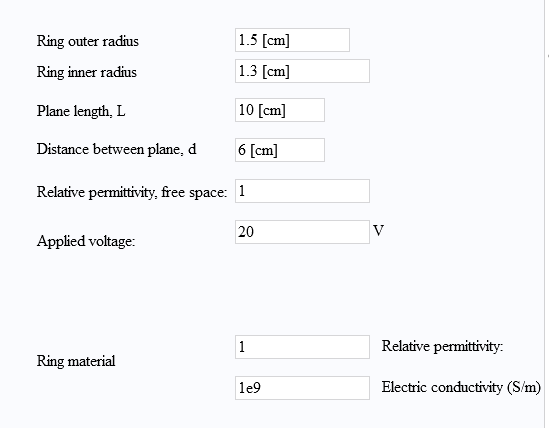 Ring outer radius 1.5 [cm]
Ring inner radius 1.3 [cm]
Plane length, L 10 [cm]
Distance between plane, d 6 [cm]
Relative permittivity, free space: 1
Applied voltage: 20 V
Ring material
1 Relative permittivity:
1e9 Electric conductivity (S/m)